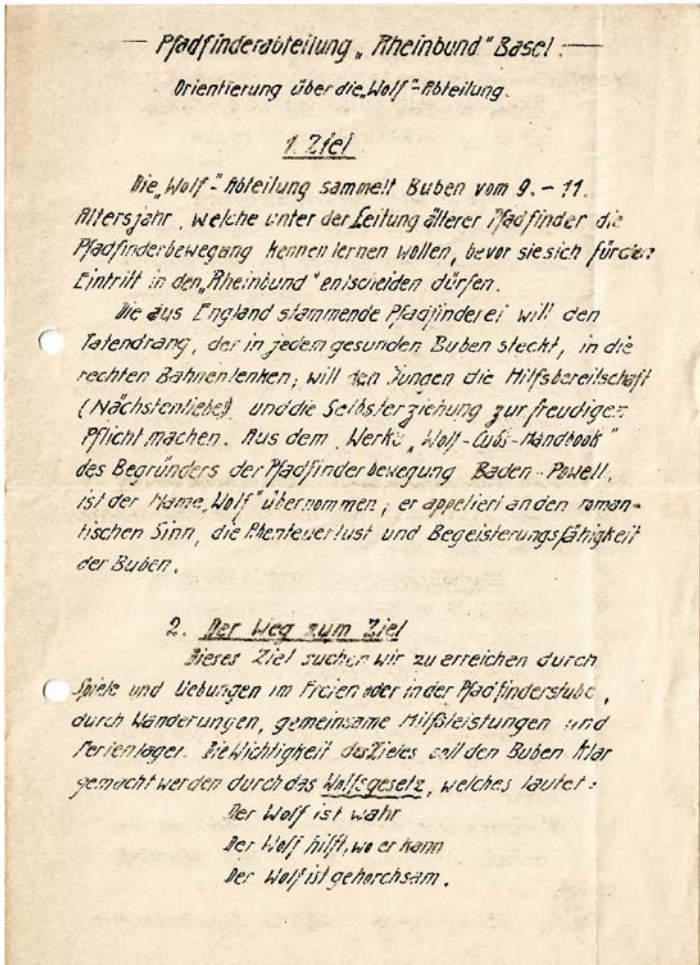 — Pfadfinderabteilung „Rheinbund" Basel. —
Orientierung über die „Wolf"-Abteilung.
1. Ziel
Die „Wolf"-Abteilung sammelt Buben vom 9. – 11.
Altersjahr, welche unter der Leitung älterer Pfadfinder die
Pfadfinderbewegung kennen lernen wollen, bevor sie sich für den
Eintritt in den „Rheinbund" entscheiden dürfen.
Die aus England stammende Pfadfinderei will den
Tatendrang, der in jedem gesunden Buben steckt, in die
rechten Bahnen lenken; will den Jungen die Hilfsbereitschaft
(Nächstenliebe) und die Selbsterziehung zur freudigen
Pflicht machen. Aus dem Werke „Wolf-Cubs-Handbook"
des Begründers der Pfadfinderbewegung Baden-Powell,
ist der Name „Wolf" übernommen; er appeliert an den roman-
tischen Sinn, die Abenteuerlust und Begeisterungsfähigkeit
der Buben.
2. Der Weg zum Ziel
Dieses Ziel suchen wir zu erreichen durch
Spiele und Uebungen im Freien oder in der Pfadfinderstube,
durch Wanderungen, gemeinsame Hilfsleistungen und
Ferienlager. Die Wichtigkeit des Zieles soll den Buben klar
gemacht werden durch das Wolfsgesetz, welches lautet:
Der Wolf ist wahr
Der Wolf hilft, wo er kann
Der Wolf ist gehorchsam.